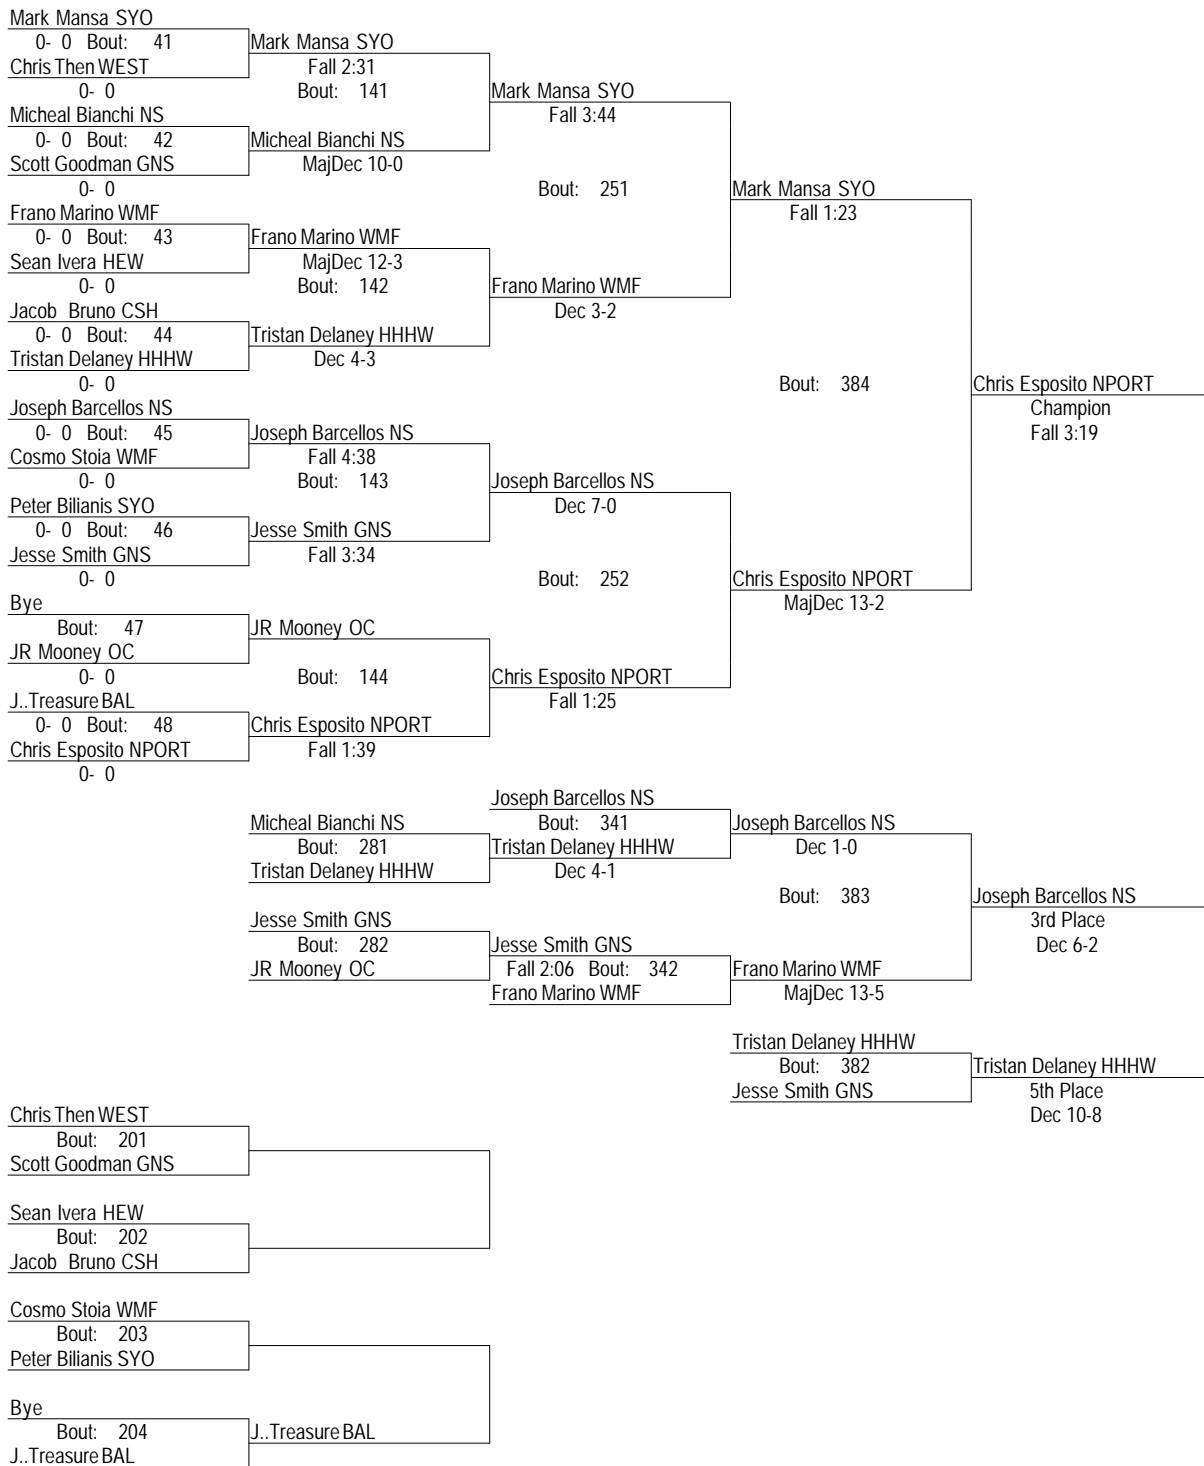 Mark Mansa SYO
0- 0 Bout: 41
Mark Mansa SYO
Chris Then WEST
Fall 2:31
0- 0
Bout: 141
Mark Mansa SYO
Micheal Bianchi NS
Fall 3:44
0- 0 Bout: 42
Micheal Bianchi NS
Scott Goodman GNS
MajDec 10-0
0- 0
Bout: 251
Mark Mansa SYO
Frano Marino WMF
Fall 1:23
0- 0 Bout: 43
Frano Marino WMF
Sean Ivera HEW
MajDec 12-3
0- 0
Bout: 142
Frano Marino WMF
Jacob Bruno CSH
Dec 3-2
0- 0 Bout: 44
Tristan Delaney HHHW
Tristan Delaney HHHW
Dec 4-3
0- 0
Bout: 384
Chris Esposito NPORT
Joseph Barcellos NS
Champion
0- 0 Bout: 45
Joseph Barcellos NS
Fall 3:19
Cosmo Stoia WMF
Fall 4:38
0- 0
Bout: 143
Joseph Barcellos NS
Peter Bilianis SYO
Dec 7-0
0- 0 Bout: 46
Jesse Smith GNS
Jesse Smith GNS
Fall 3:34
0- 0
Bout: 252
Chris Esposito NPORT
Bye
MajDec 13-2
Bout: 47
JR Mooney OC
JR Mooney OC
0- 0
Bout: 144
Chris Esposito NPORT
J..Treasure BAL
Fall 1:25
0- 0 Bout: 48
Chris Esposito NPORT
Chris Esposito NPORT
Fall 1:39
0- 0
Joseph Barcellos NS
Micheal Bianchi NS
Bout: 341
Joseph Barcellos NS
Bout: 281
Tristan Delaney HHHW
Dec 1-0
Tristan Delaney HHHW
Dec 4-1
Bout: 383
Joseph Barcellos NS
Jesse Smith GNS
3rd Place
Bout: 282
Jesse Smith GNS
Dec 6-2
JR Mooney OC
Fall 2:06 Bout: 342
Frano Marino WMF
Frano Marino WMF
MajDec 13-5
Tristan Delaney HHHW
Bout: 382
Tristan Delaney HHHW
Jesse Smith GNS
5th Place
Dec 10-8
Chris Then WEST
Bout: 201
Scott Goodman GNS
Sean Ivera HEW
Bout: 202
Jacob Bruno CSH
Cosmo Stoia WMF
Bout: 203
Peter Bilianis SYO
Bye
Bout: 204
J..Treasure BAL
J..Treasure BAL